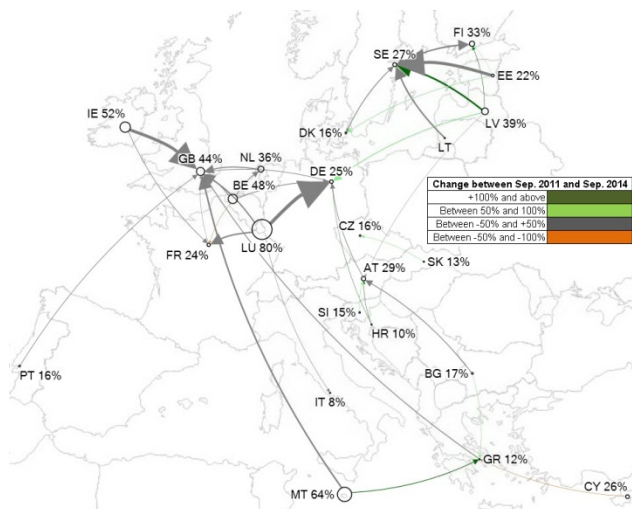 FI 33%
SE 27%
EE 22%
IE 52%
LV 39%
DK 16%
LT
GB 44%
NL 36%
DE 25%
BE 48%
Change between Sep. 2011 and Sep. 2014
+100% and above
Between 50% and 100%
Between -50% and +50%
Between -50% and -100%
CZ 16%
FR 24%
LU 80%
SK 13%
AT 29%
SI 15%
HR 10%
PT 16%
BG 17%
IT 8%
GR 12%
CY 26%
MT 64%